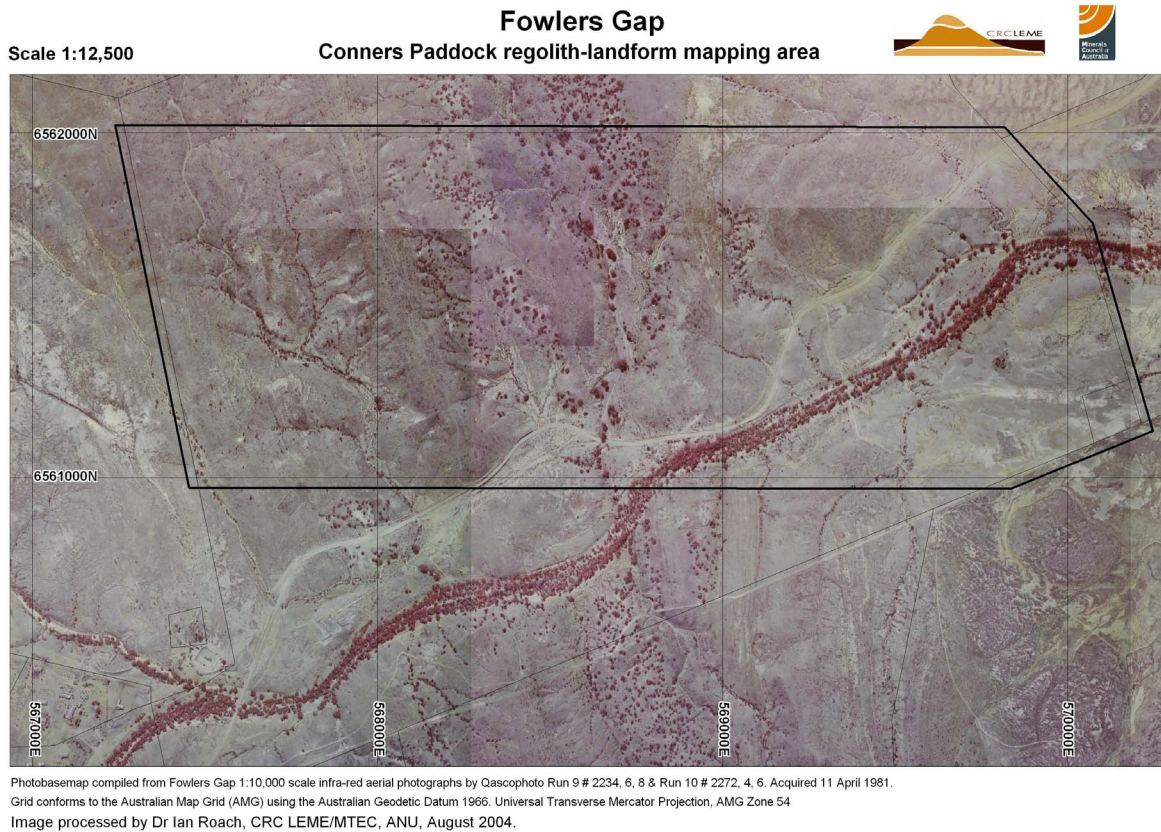 Fowlers Gap
Scale 1:12,500
Conners Paddock regolith-landform mapping area
CRCLEME
Minerals
Council of
Australia
6562000N
6561000N
567000E
568000E
569000E
570000E
Photobasemap compiled from Fowlers Gap 1:10,000 scale infra-red aerial photographs by Qascophoto Run 9 # 2234, 6, 8 & Run 10 # 2272, 4, 6. Acquired 11 April 1981.
Grid conforms to the Australian Map Grid (AMG) using the Australian Geodetic Datum 1966. Universal Transverse Mercator Projection, AMG Zone 54
Image processed by Dr Ian Roach, CRC LEME/MTEC, ANU, August 2004.